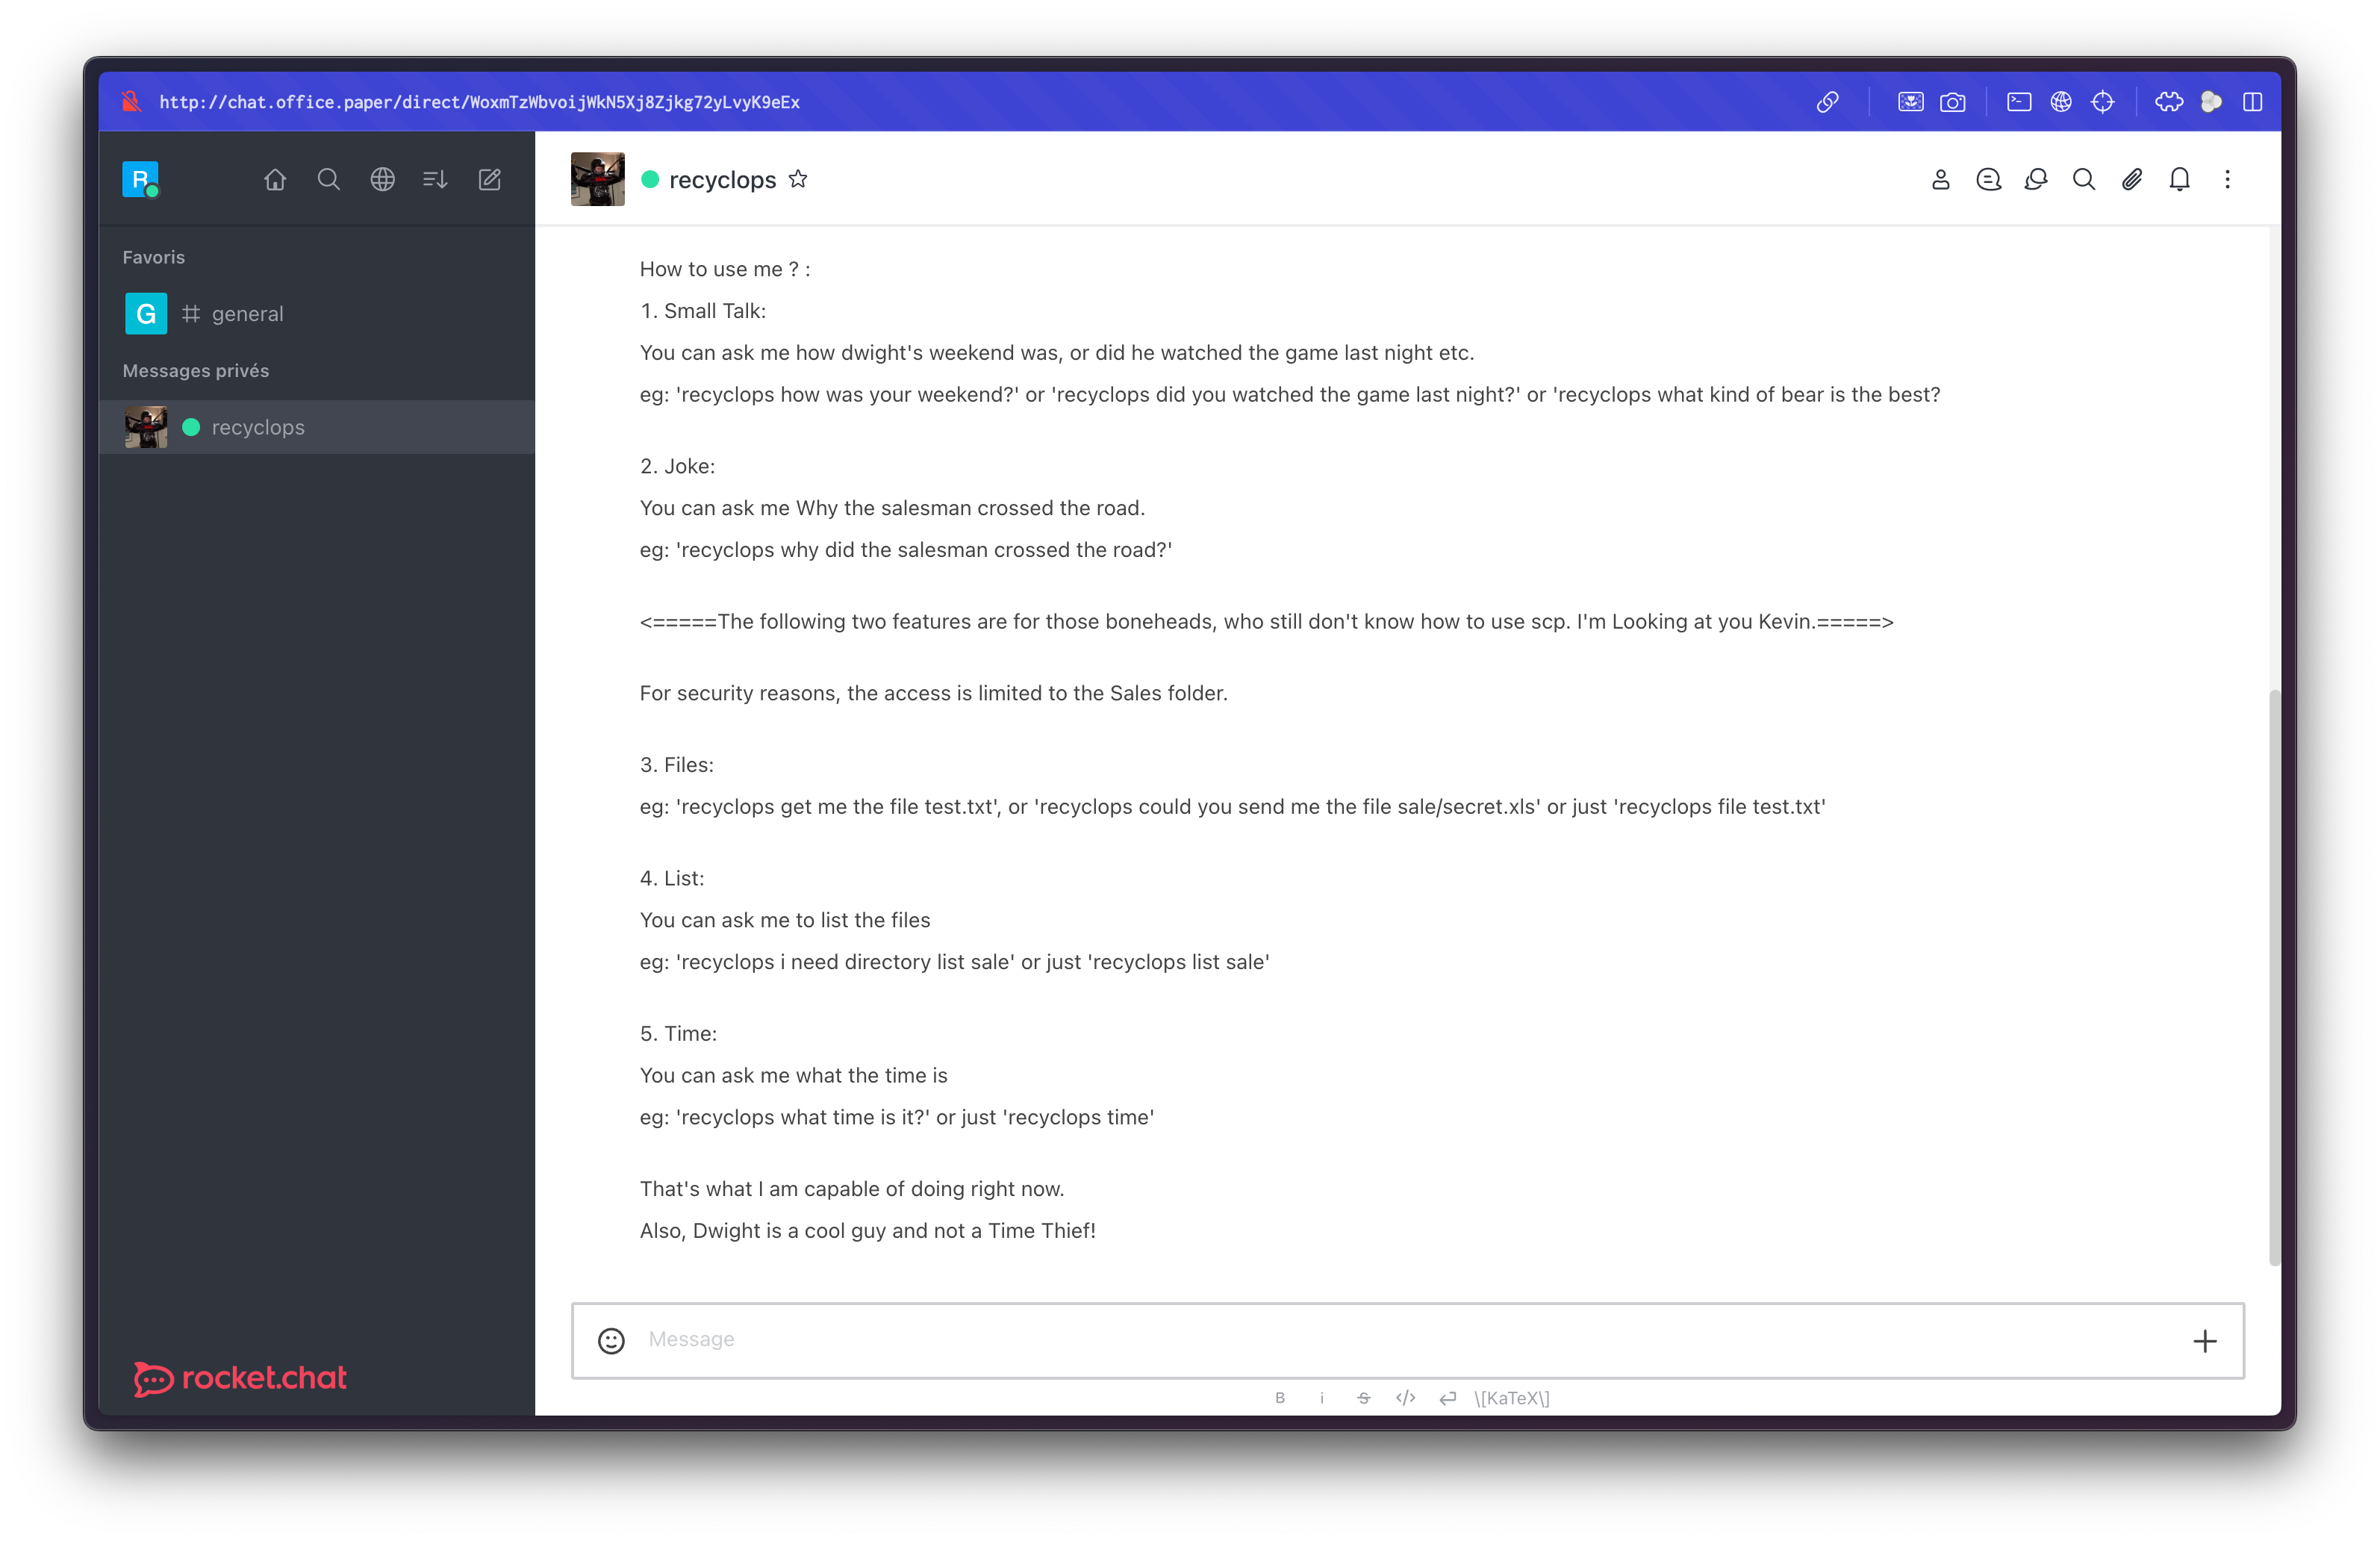 http://chat.office.paper/direct/WoxmTzWbvoijWkN5Xj8Zjkg72yLvyK9eEx
R
recyclops
Favoris
G general
Messages privés
recyclops
How to use me ? :
1. Small Talk:
You can ask me how dwight's weekend was, or did he watched the game last night etc.
eg: 'recyclops how was your weekend?' or 'recyclops did you watched the game last night?' or 'recyclops what kind of bear is the best?
2. Joke:
You can ask me Why the salesman crossed the road.
eg: 'recyclops why did the salesman crossed the road?'
<=====The following two features are for those boneheads, who still don't know how to use scp. I'm Looking at you Kevin.=====>
For security reasons, the access is limited to the Sales folder.
3. Files:
eg: 'recyclops get me the file test.txt', or 'recyclops could you send me the file sale/secret.xls' or just 'recyclops file test.txt'
4. List:
You can ask me to list the files
eg: 'recyclops i need directory list sale' or just 'recyclops list sale'
5. Time:
You can ask me what the time is
eg: 'recyclops what time is it?' or just 'recyclops time'
That's what I am capable of doing right now.
Also, Dwight is a cool guy and not a Time Thief!
Message
rocket.chat
B i S </> \[KaTeX\]